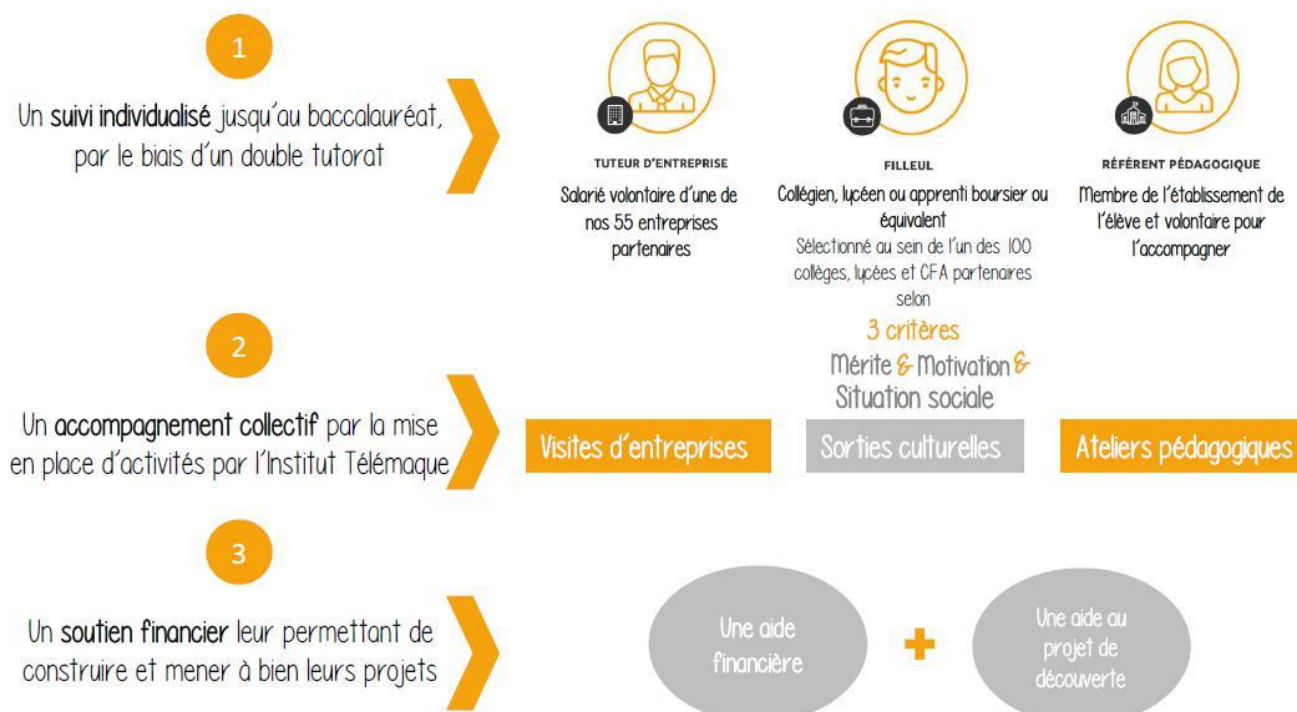 1
Un suivi individualisé jusqu'au baccalauréat,
par le biais d'un double tutorat
TUTEUR D'ENTREPRISE
Salarié volontaire d'une de
nos 55 entreprises
partenaires
FILLEUL
Collégien, lycéen ou apprenti boursier ou
équivalent
Sélectionné au sein de l'un des 100
collèges, lycées et CFA partenaires
selon
3 critères
Mérite & Motivation &
Situation sociale
RÉFÉRENT PÉDAGOGIQUE
Membre de l'établissement de
l'élève et volontaire pour
l'accompagner
2
Un accompagnement collectif par la mise
en place d'activités par l'Institut Télémaque
Visites d'entreprises
Sorties culturelles
Ateliers pédagogiques
3
Un soutien financier leur permettant de
construire et mener à bien leurs projets
Une aide
financière
+
Une aide au
projet de
découverte